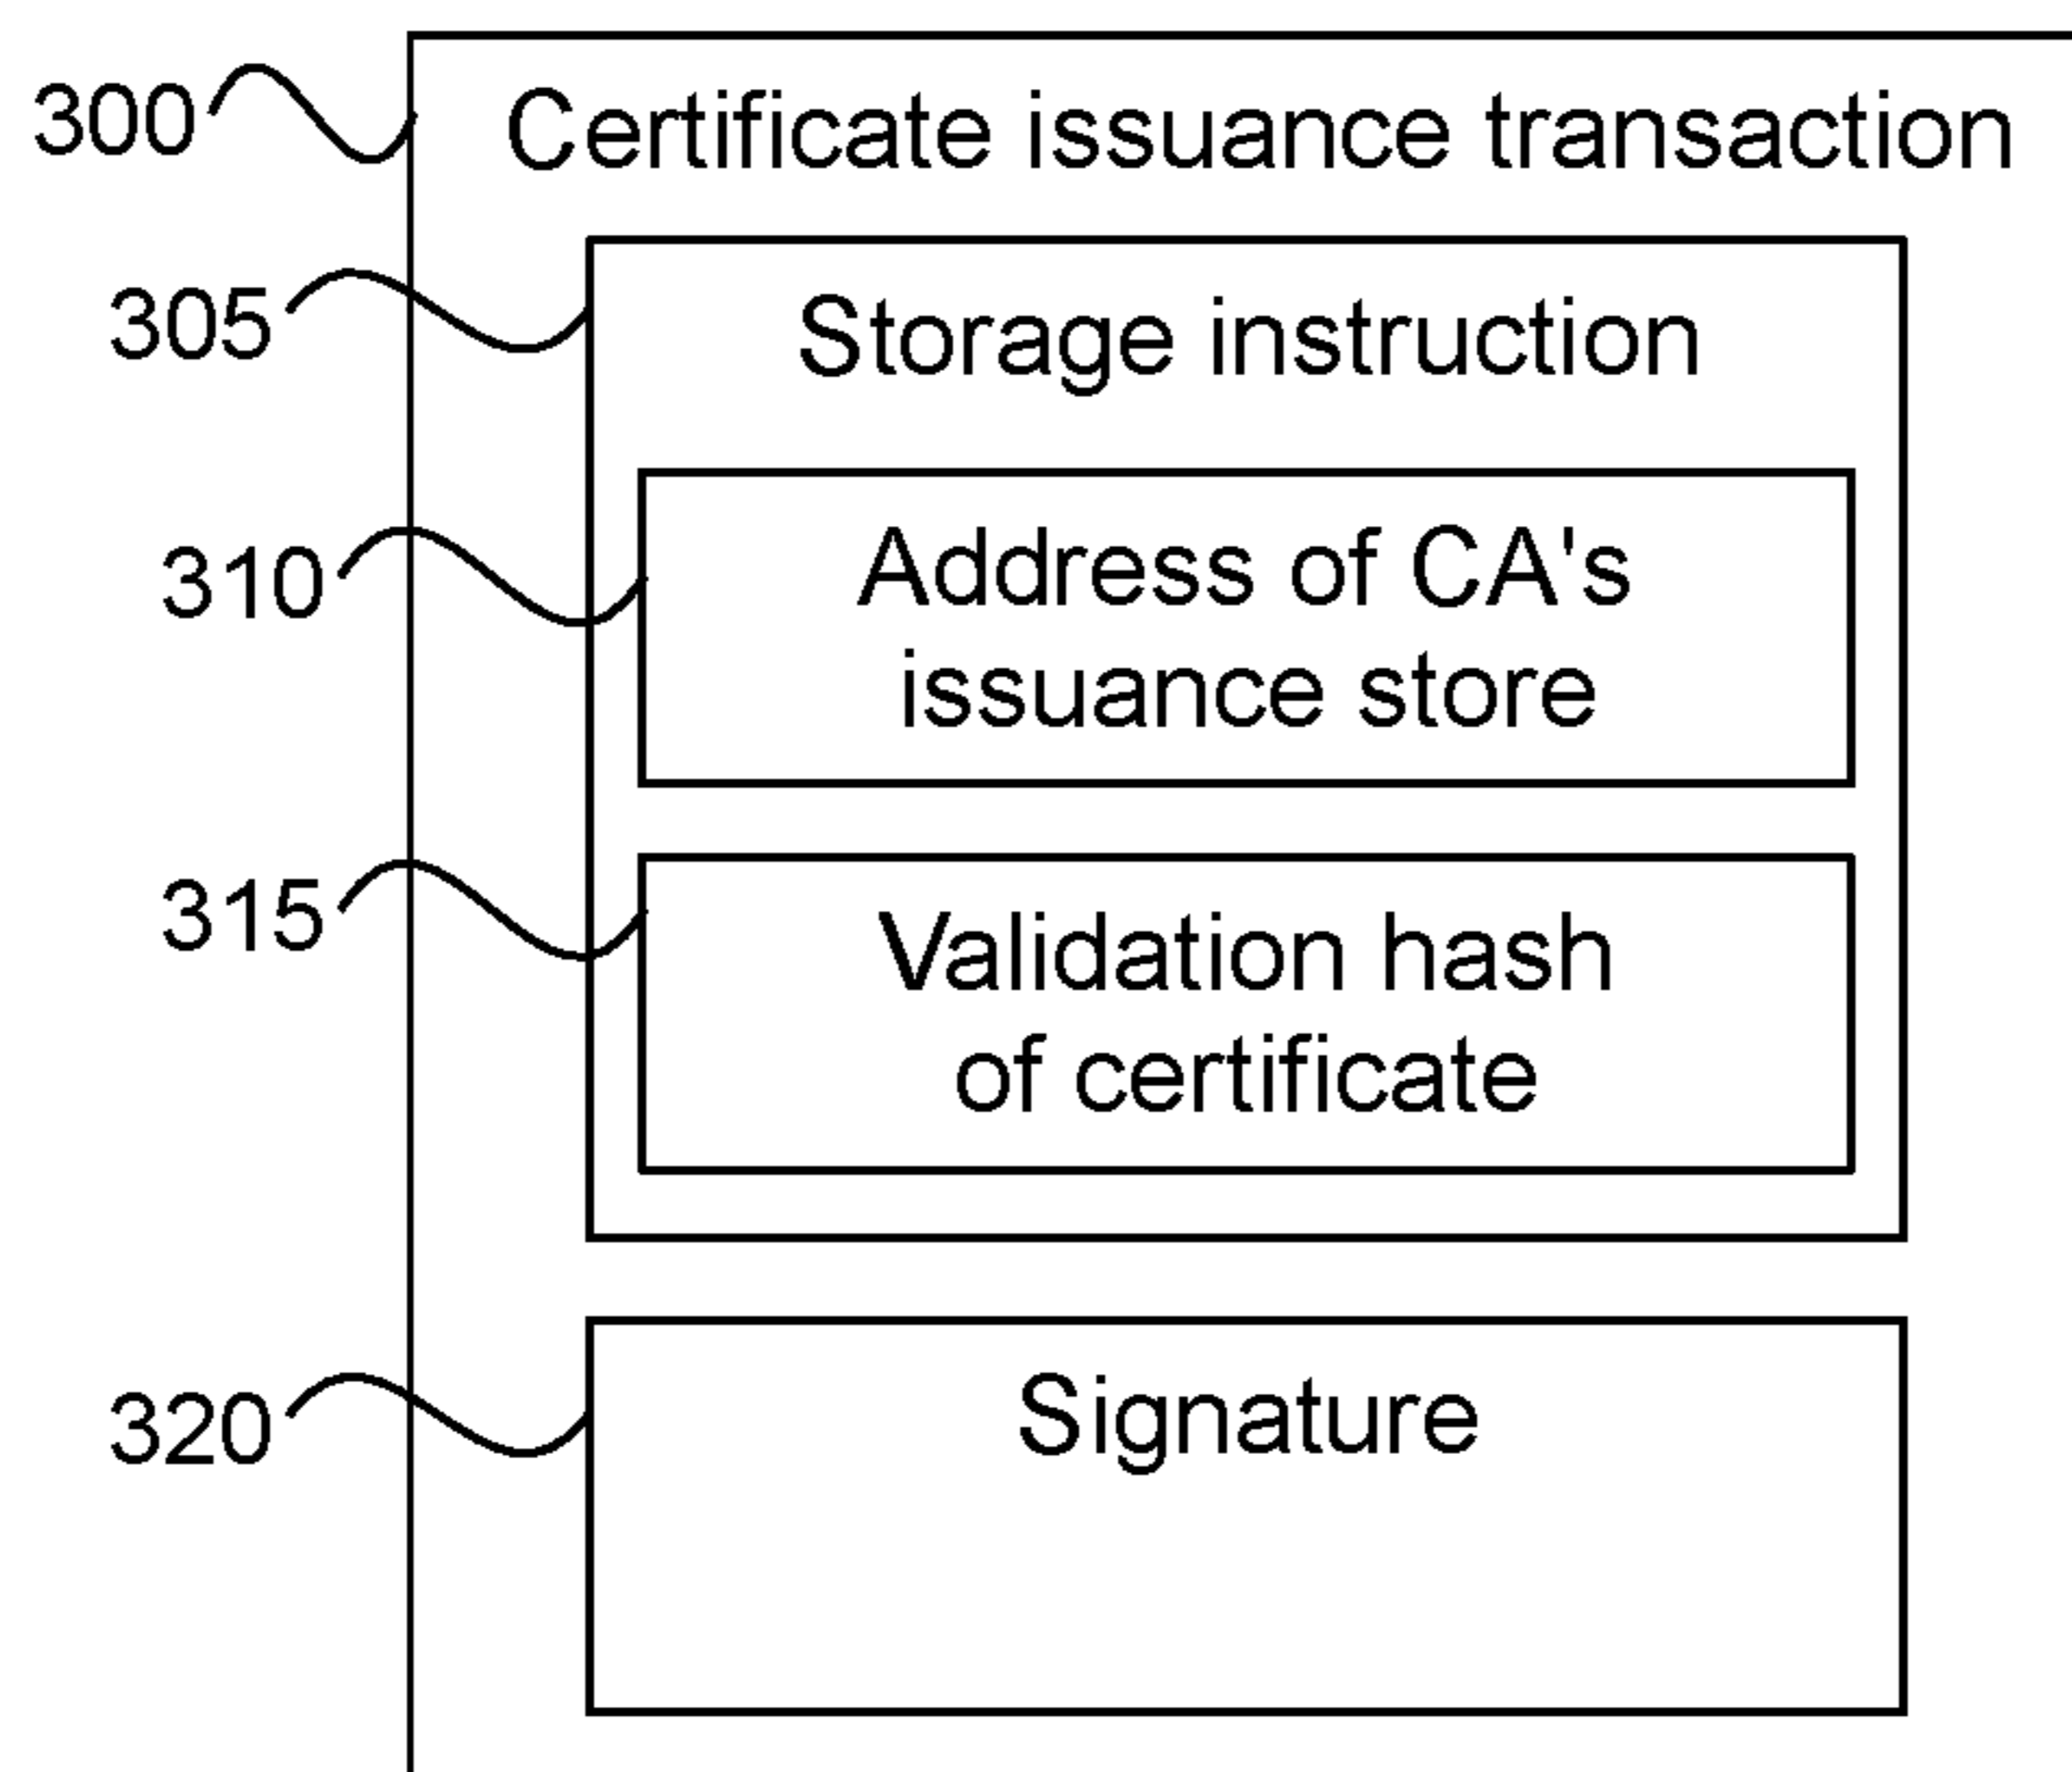 300
Certificate issuance transaction
305
Storage instruction
310
Address of CA's
issuance store
315
Validation hash
of certificate
320
Signature